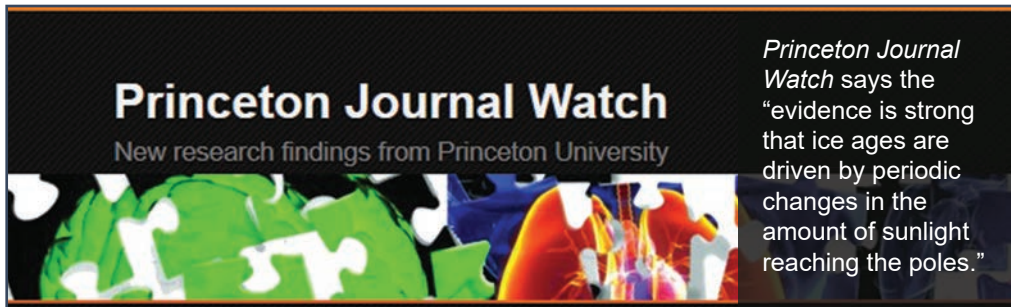 Princeton Journal Watch
New research findings from Princeton University
Princeton Journal
Watch says the
“evidence is strong
that ice ages are
driven by periodic
changes in the
amount of sunlight
reaching the poles.”